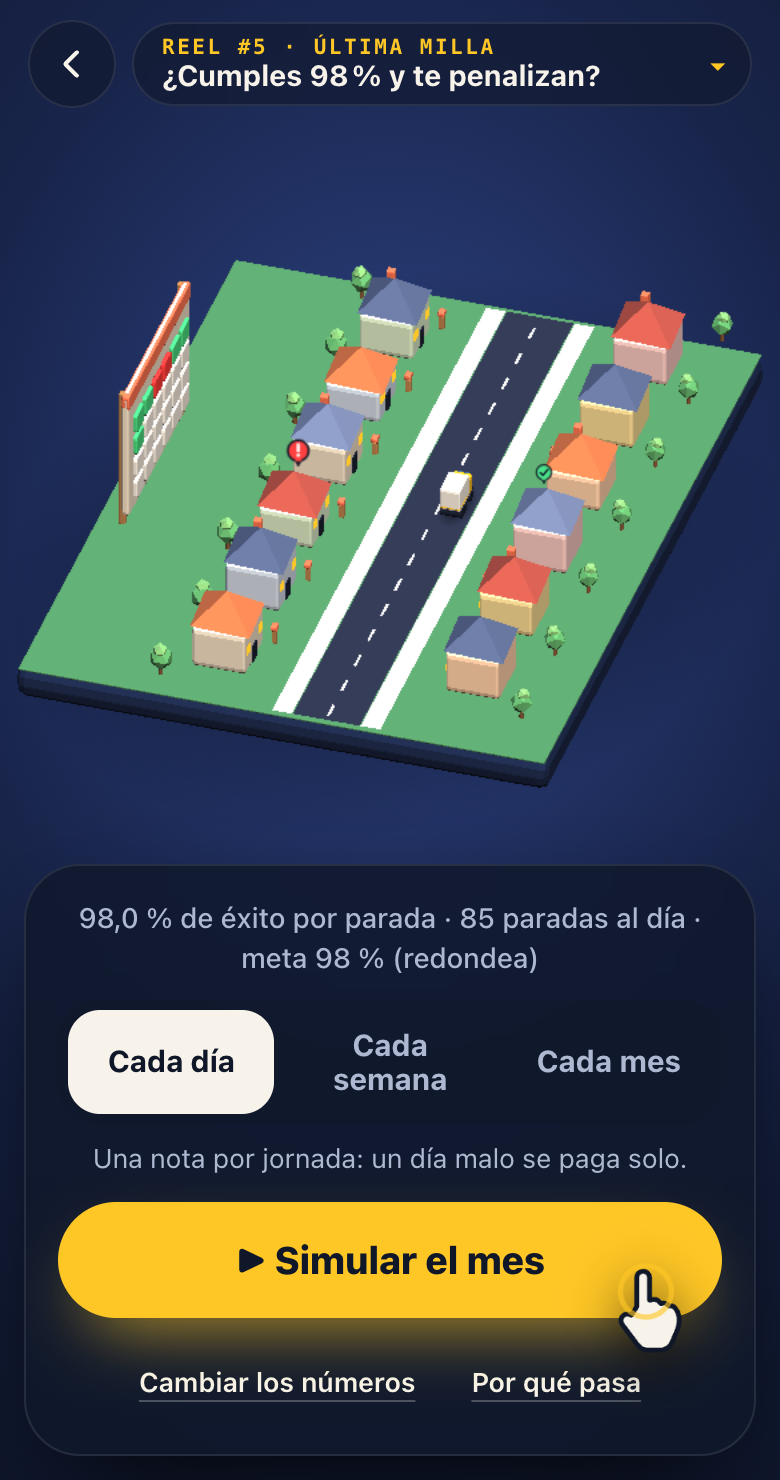 REEL #5 · ÚLTIMA MILLA
¿Cumples 98 % y te penalizan?
98,0 % de éxito por parada · 85 paradas al día ·
meta 98 % (redondea)
Cada día
Cada
semana
Cada mes
Una nota por jornada: un día malo se paga solo.
Simular el mes
Cambiar los números
Por qué pasa